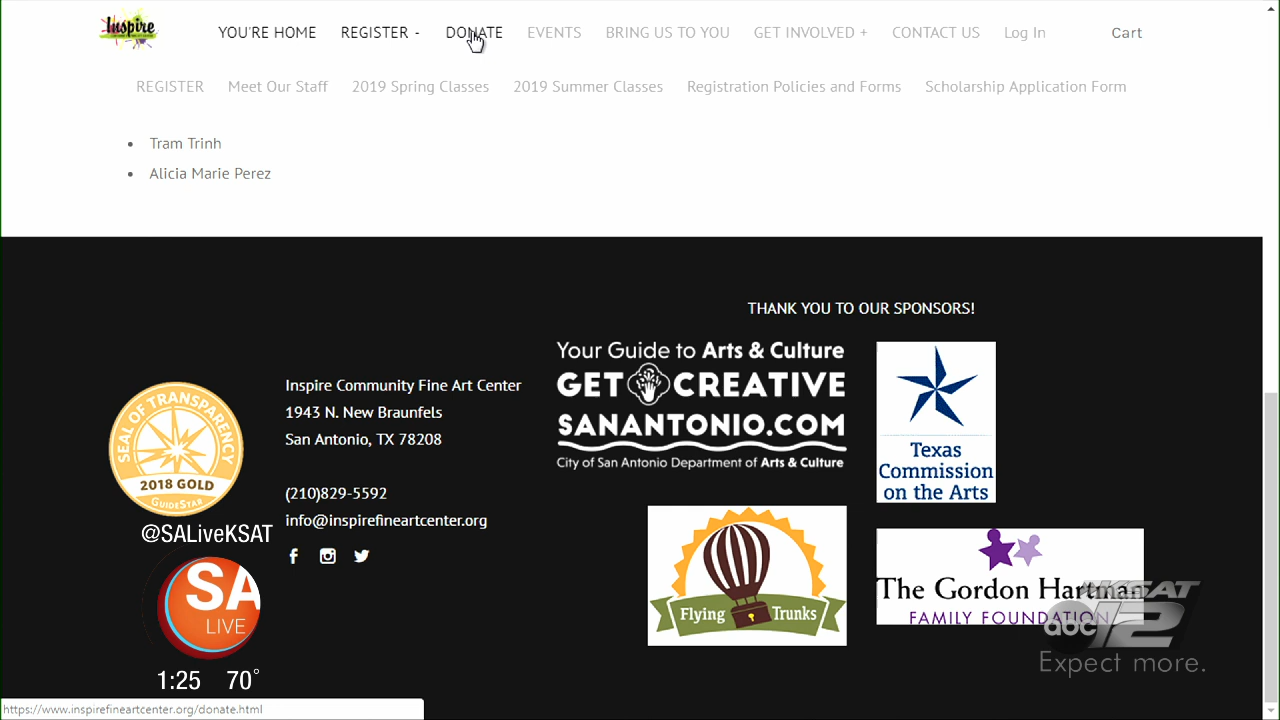 Inspire
YOU'RE HOME REGISTER - DONATE EVENTS BRING US TO YOU GET INVOLVED + CONTACT US Log In Cart
REGISTER Meet Our Staff 2019 Spring Classes 2019 Summer Classes Registration Policies and Forms Scholarship Application Form
• Tram Trinh
• Alicia Marie Perez
THANK YOU TO OUR SPONSORS!
SEAL OF TRANSPARENCY
2018 GOLD
GUIDESTAR
Inspire Community Fine Art Center
1943 N. New Braunfels
San Antonio, TX 78208
(210)829-5592
info@inspirefineartcenter.org
Your Guide to Arts & Culture
GET CREATIVE
SANANTONIO.COM
City of San Antonio Department of Arts & Culture
Texas
Commission
on the Arts
Flying Trunks
The Gordon Hartman
FAMILY FOUNDATION
@SALiveKSAT
SA
LIVE
1:25 70°
KSAT
abc 12
Expect more.
https://www.inspirefineartcenter.org/donate.html